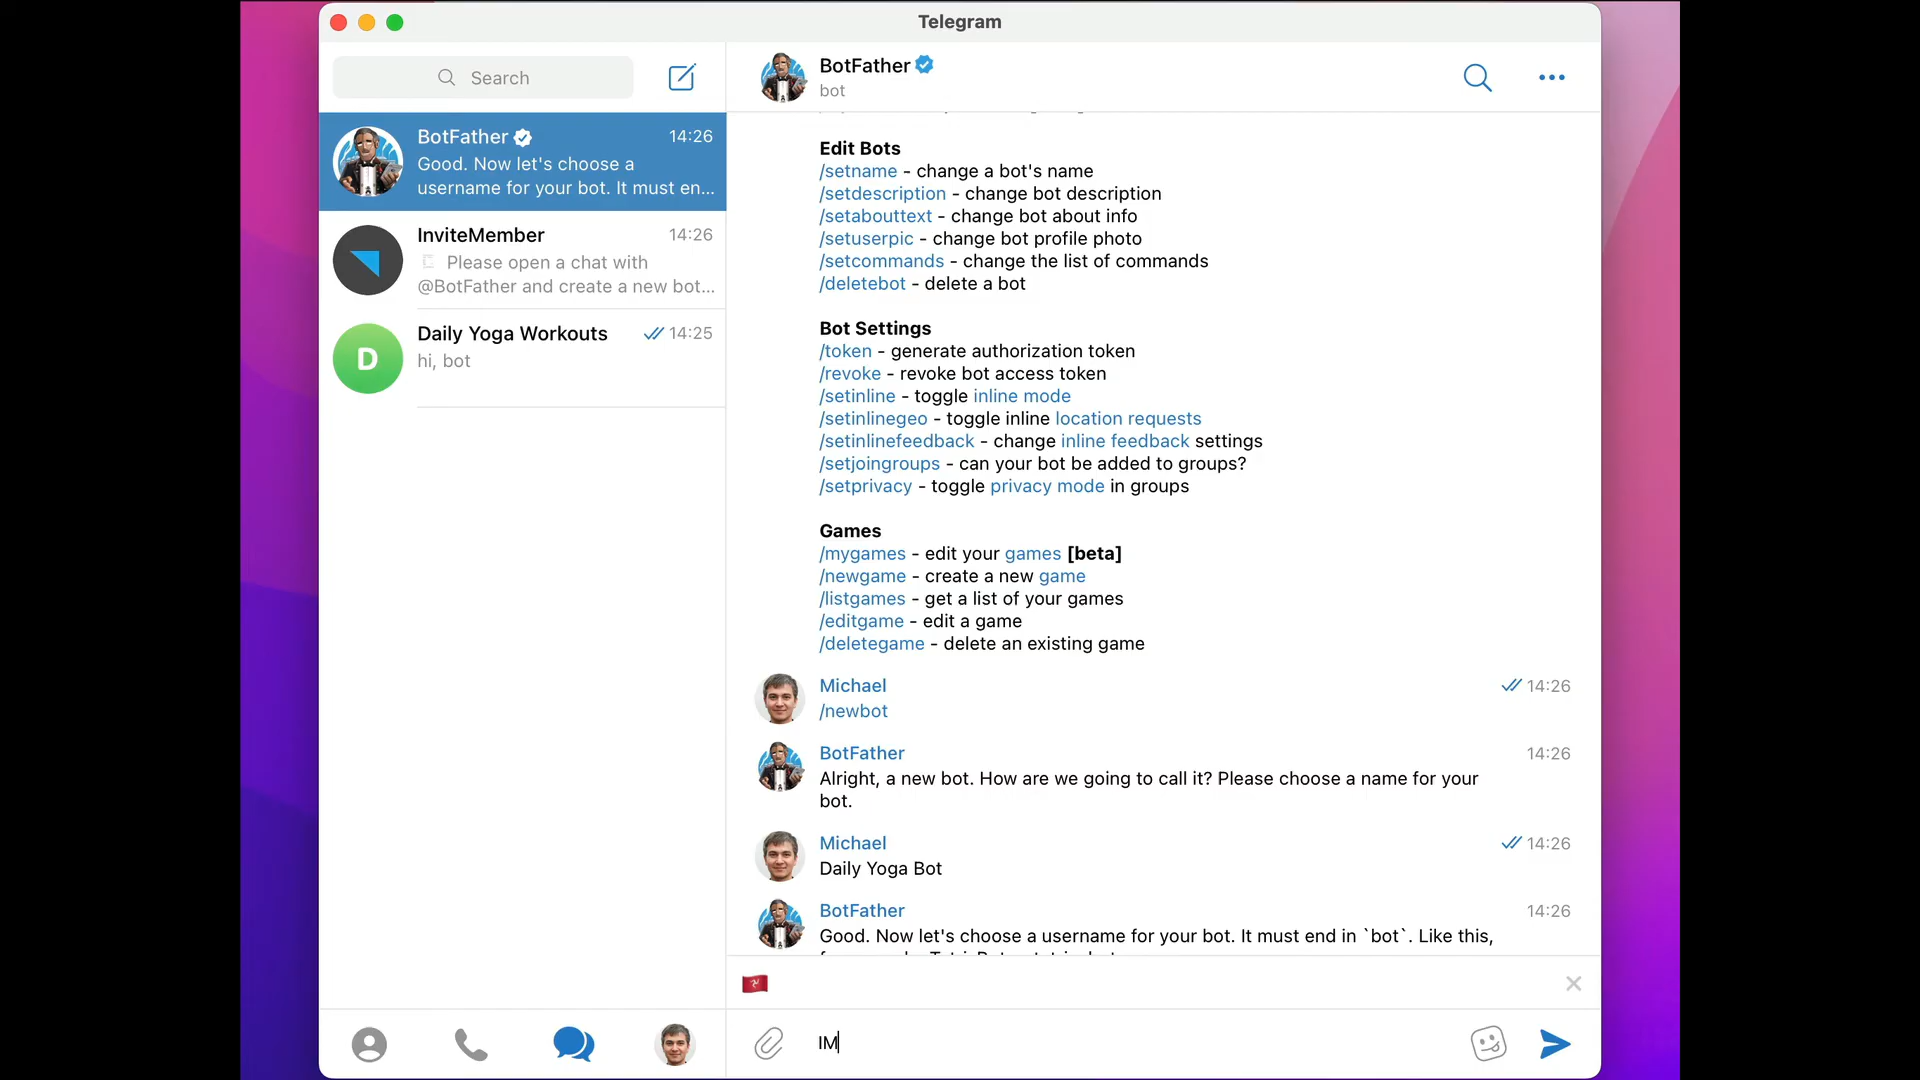 Telegram
Search
BotFather
bot
BotFather
14:26
Good. Now let's choose a
username for your bot. It must en...
InviteMember
14:26
Please open a chat with
@BotFather and create a new bot...
Daily Yoga Workouts
14:25
D
hi, bot
Edit Bots
/setname - change a bot's name
/setdescription - change bot description
/setabouttext - change bot about info
/setuserpic - change bot profile photo
/setcommands - change the list of commands
/deletebot - delete a bot
Bot Settings
/token - generate authorization token
/revoke - revoke bot access token
/setinline - toggle inline mode
/setinlinegeo - toggle inline location requests
/setinlinefeedback - change inline feedback settings
/setjoingroups - can your bot be added to groups?
/setprivacy - toggle privacy mode in groups
Games
/mygames - edit your games [beta]
/newgame - create a new game
/listgames - get a list of your games
/editgame - edit a game
/deletegame - delete an existing game
Michael
14:26
/newbot
BotFather
14:26
Alright, a new bot. How are we going to call it? Please choose a name for your
bot.
Michael
14:26
Daily Yoga Bot
BotFather
14:26
Good. Now let's choose a username for your bot. It must end in `bot`. Like this,
IM